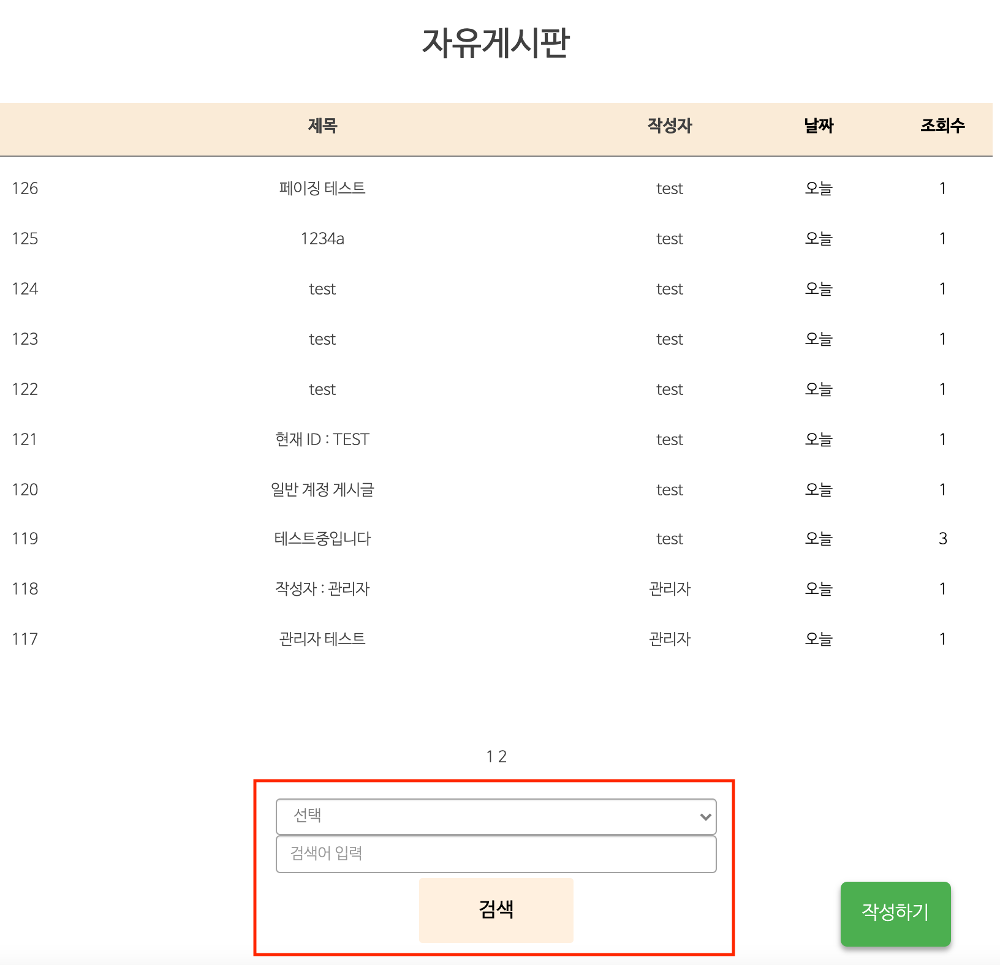 자유게시판
제목 작성자 날짜 조회수
126 페이징 테스트 test 오늘 1
125 1234a test 오늘 1
124 test test 오늘 1
123 test test 오늘 1
122 test test 오늘 1
121 현재 ID : TEST test 오늘 1
120 일반 계정 게시글 test 오늘 1
119 테스트중입니다 test 오늘 3
118 작성자 : 관리자 관리자 오늘 1
117 관리자 테스트 관리자 오늘 1
1 2
선택
검색어 입력
검색
작성하기